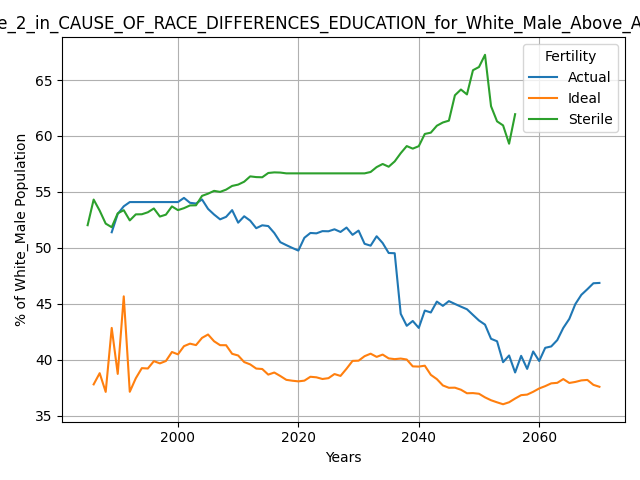 e_2_in_CAUSE_OF_RACE_DIFFERENCES_EDUCATION_for_White_Male_Above_A
Fertility
Actual
Ideal
Sterile
% of White_Male Population
65
60
55
50
45
40
35
2000
2020
2040
2060
Years